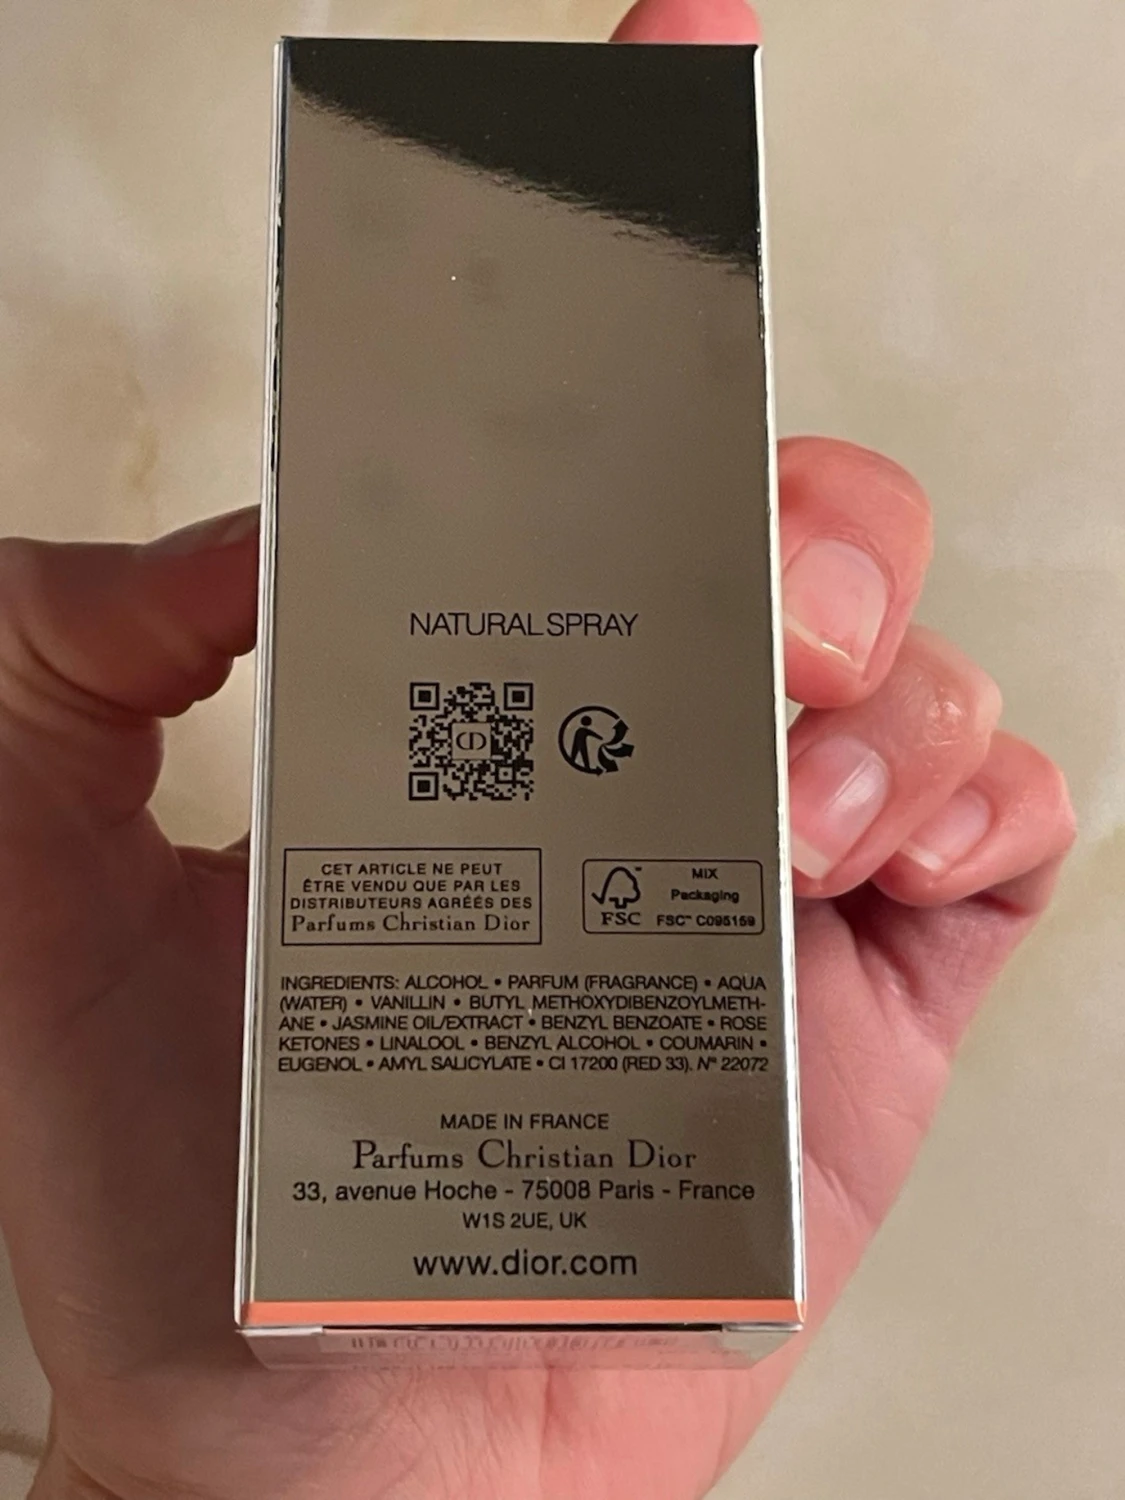 NATURAL SPRAY
CD
CET ARTICLE NE PEUT
ÊTRE VENDU QUE PAR LES
DISTRIBUTEURS AGRÉÉS DES
Parfums Christian Dior
FSC™
MIX
Packaging
FSC™ C095159
INGREDIENTS: ALCOHOL • PARFUM (FRAGRANCE) • AQUA
(WATER) • VANILLIN • BUTYL METHOXYDIBENZOYLMETH-
ANE • JASMINE OIL/EXTRACT • BENZYL BENZOATE • ROSE
KETONES • LINALOOL • BENZYL ALCOHOL • COUMARIN •
EUGENOL • AMYL SALICYLATE • CI 17200 (RED 33). N° 22072
MADE IN FRANCE
Parfums Christian Dior
33, avenue Hoche - 75008 Paris - France
W1S 2UE, UK
www.dior.com